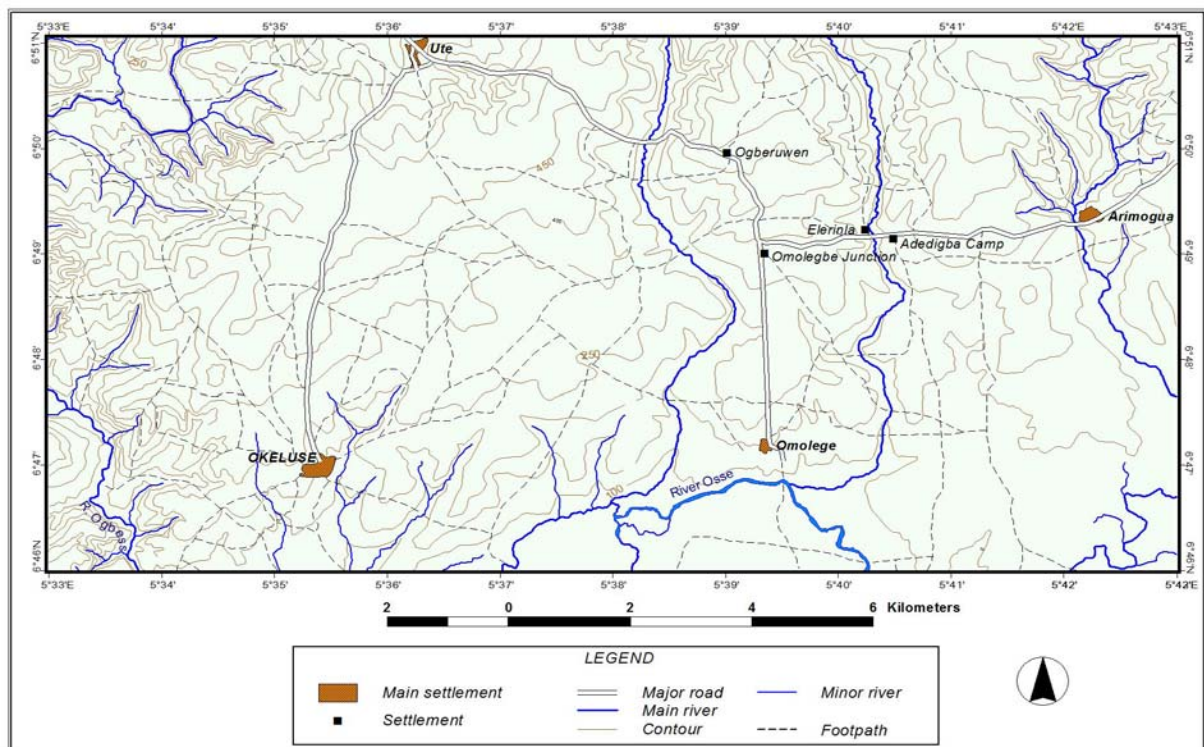 5°33'E 5°34'E 5°35'E 5°36'E 5°37'E 5°38'E 5°39'E 5°40'E 5°41'E 5°42'E 5°43'E
6°51'N 6°51'N
Ute
250
6°50' 6°50'
Ogberuwen
450
Arimogua
Elerinla
Adedigba Camp
6°49' 6°49'
Omolegbe Junction
6°48' 6°48'
250
OKELUSE
Omolege
6°47' 6°47'
River Osse
100
R. Ogbess
6°46'N 6°46'N
5°33'E 5°34'E 5°35'E 5°36'E 5°37'E 5°38'E 5°39'E 5°40'E 5°41'E 5°42'E
2 0 2 4 6 Kilometers
LEGEND
Main settlement Major road Minor river
Main river
Settlement Contour Footpath